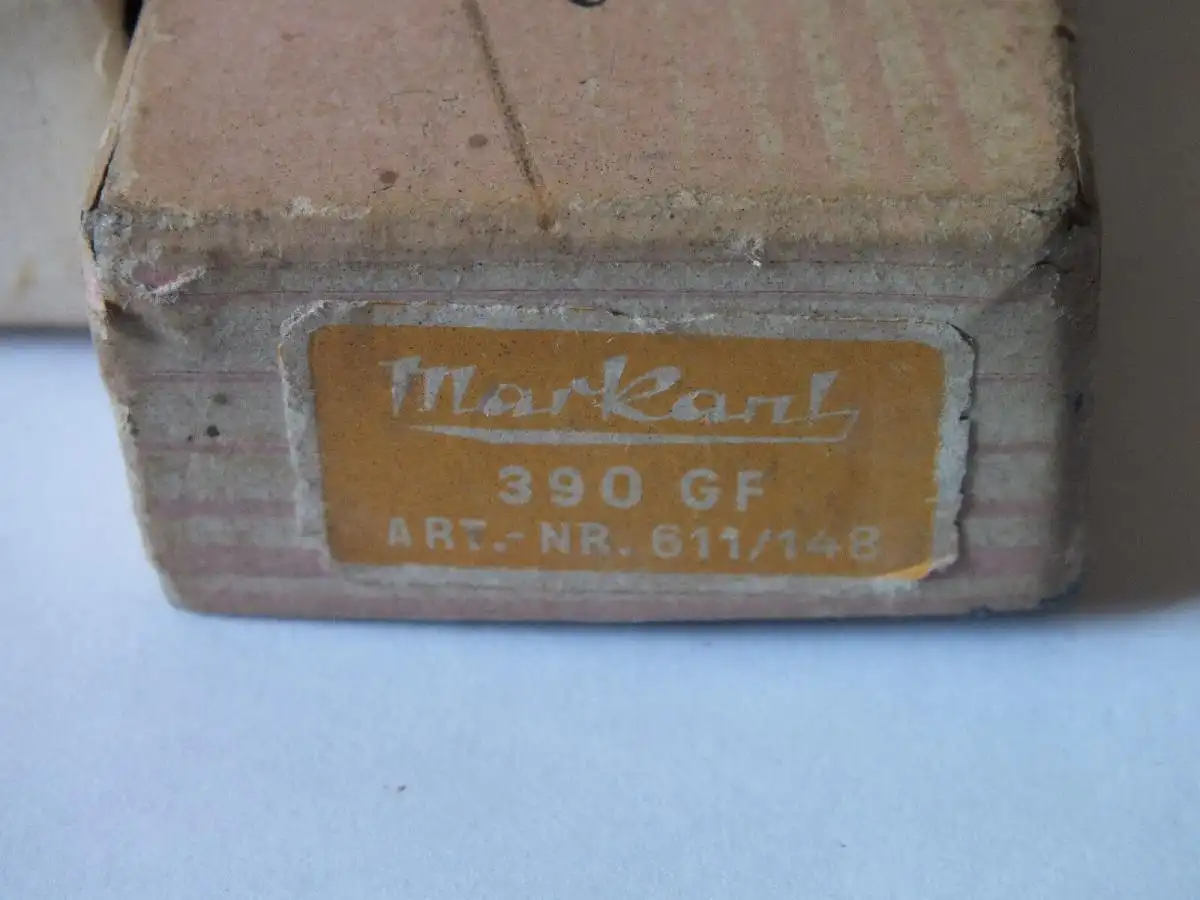 Markant
390 GF
ART.-NR. 611/148